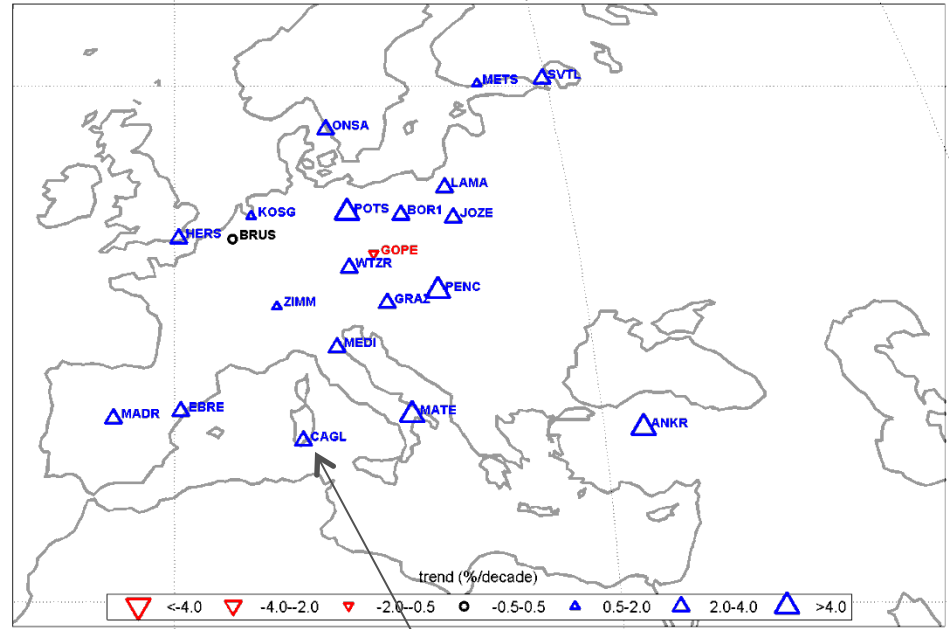 METS
SVTL
ONSA
LAMA
KOSG
POTS
BOR1
JOZE
HERS
BRUS
GOPE
WTZR
PENC
ZIMM
GRAZ
MEDI
MADR
EBRE
MATE
ANKR
CAGL
trend (%/decade)
<-4.0 -4.0--2.0 -2.0--0.5 -0.5-0.5 0.5-2.0 2.0-4.0 >4.0